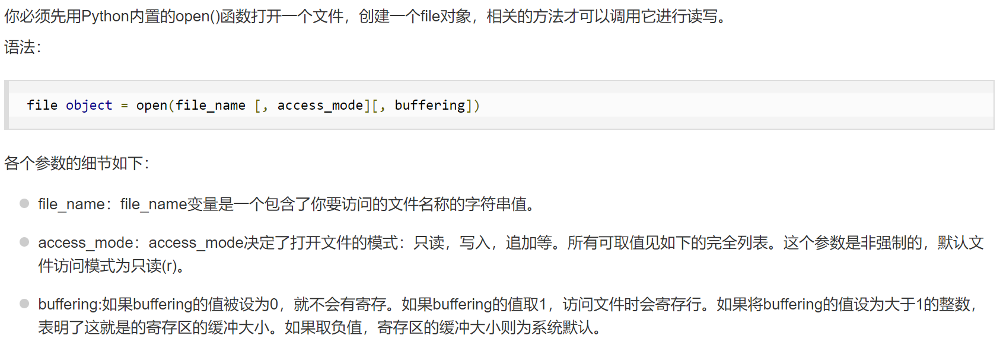 你必须先用Python内置的open()函数打开一个文件，创建一个file对象，相关的方法才可以调用它进行读写。
语法：
file object = open(file_name [, access_mode][, buffering])
各个参数的细节如下：
file_name：file_name变量是一个包含了你要访问的文件名称的字符串值。
access_mode：access_mode决定了打开文件的模式：只读，写入，追加等。所有可取值见如下的完全列表。这个参数是非强制的，默认文
件访问模式为只读(r)。
buffering:如果buffering的值被设为0，就不会有寄存。如果buffering的值取1，访问文件时会寄存行。如果将buffering的值设为大于1的整数，
表明了这就是的寄存区的缓冲大小。如果取负值，寄存区的缓冲大小则为系统默认。